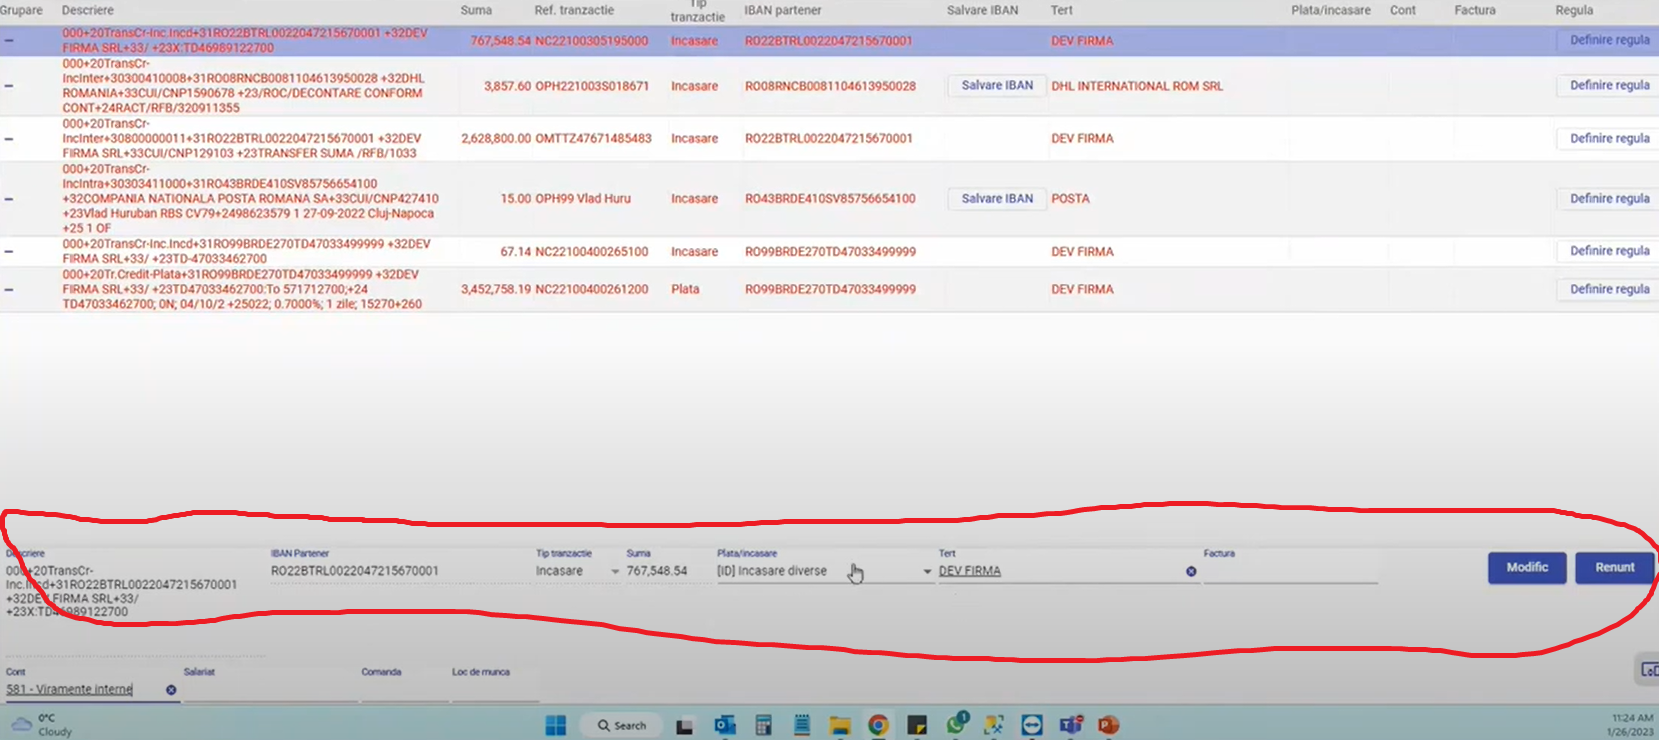 Grupare Descriere Suma Ref. tranzactie Tip tranzactie IBAN partener Salvare IBAN Tert Plata/incasare Cont Factura Regula
000+20TransCr-Inc.Incd+31RO22BTRL0022047215670001 +32DEV
FIRMA SRL+33/ +23X:TD46989122700
767,548.54 NC22100305195000 Incasare RO22BTRL0022047215670001 DEV FIRMA Definire regula
000+20TransCr-
IncInter+30300410008+31RO08RNCB0081104613950028 +32DHL
ROMANIA+33CUI/CNP1590678 +23/ROC/DECONTARE CONFORM
CONT+24RACT/RFB/320911355
3,857.60 OPH221003S018671 Incasare RO08RNCB0081104613950028 Salvare IBAN DHL INTERNATIONAL ROM SRL Definire regula
000+20TransCr-
IncInter+30800000011+31RO22BTRL0022047215670001 +32DEV
FIRMA SRL+33CUI/CNP129103 +23TRANSFER SUMA /RFB/1033
2,628,800.00 OMTTZ47671485483 Incasare RO22BTRL0022047215670001 DEV FIRMA Definire regula
000+20TransCr-
IncIntra+30303411000+31RO43BRDE410SV85756654100
+32COMPANIA NATIONALA POSTA ROMANA SA+33CUI/CNP427410
+23Vlad Huruban RBS CV79+2498623579 1 27-09-2022 Cluj-Napoca
+25 1 OF
15.00 OPH99 Vlad Huru Incasare RO43BRDE410SV85756654100 Salvare IBAN POSTA Definire regula
000+20TransCr-Inc.Incd+31RO99BRDE270TD47033499999 +32DEV
FIRMA SRL+33/ +23TD-47033462700
67.14 NC22100400265100 Incasare RO99BRDE270TD47033499999 DEV FIRMA Definire regula
000+20Tr.Credit-Plata+31RO99BRDE270TD47033499999 +32DEV
FIRMA SRL+33/ +23TD47033462700:To 571712700;+24
TD47033462700; 0N; 04/10/2 +25022; 0.7000%; 1 zile; 15270+260
3,452,758.19 NC22100400261200 Plata RO99BRDE270TD47033499999 DEV FIRMA Definire regula
Descriere IBAN Partener Tip tranzactie Suma Plata/incasare Tert Factura
000+20TransCr-
Inc.Incd+31RO22BTRL0022047215670001
+32DEV FIRMA SRL+33/
+23X:TD46989122700
RO22BTRL0022047215670001 Incasare 767,548.54 [ID] Incasare diverse DEV FIRMA Modific Renunt
Cont Salariat Comanda Loc de munca
581 - Viramente interne
0°C
Cloudy
Search
1
11:24 AM
1/26/2023